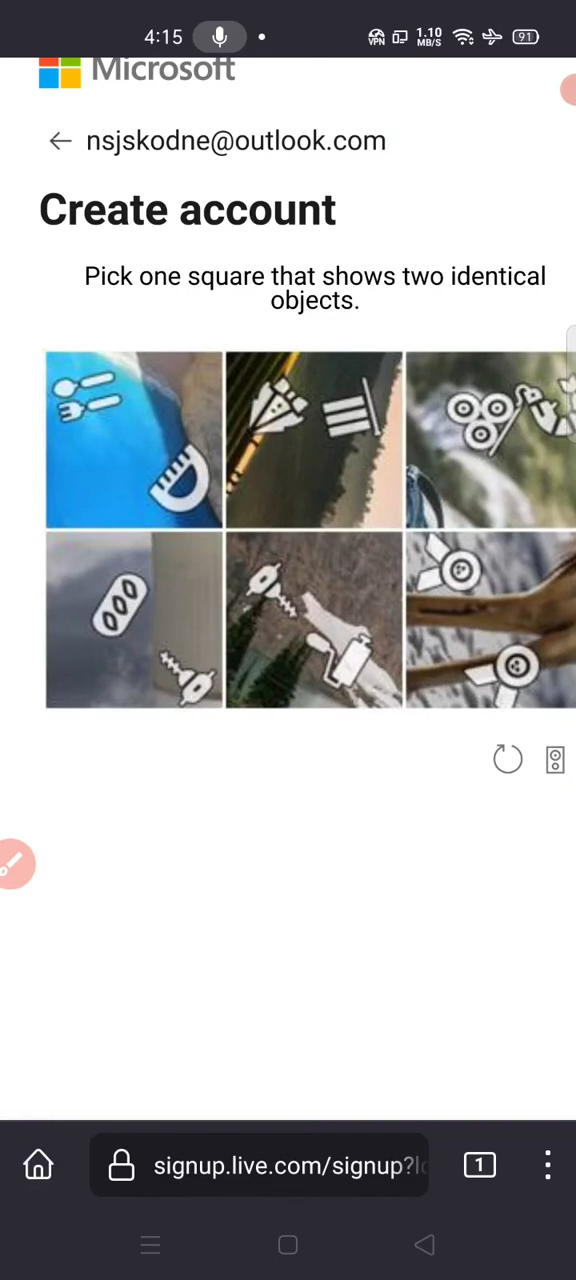 4:15 VPN 1.10 MB/S 91
Microsoft
nsjskodne@outlook.com
Create account
Pick one square that shows two identical
objects.
1
signup.live.com/signup?l